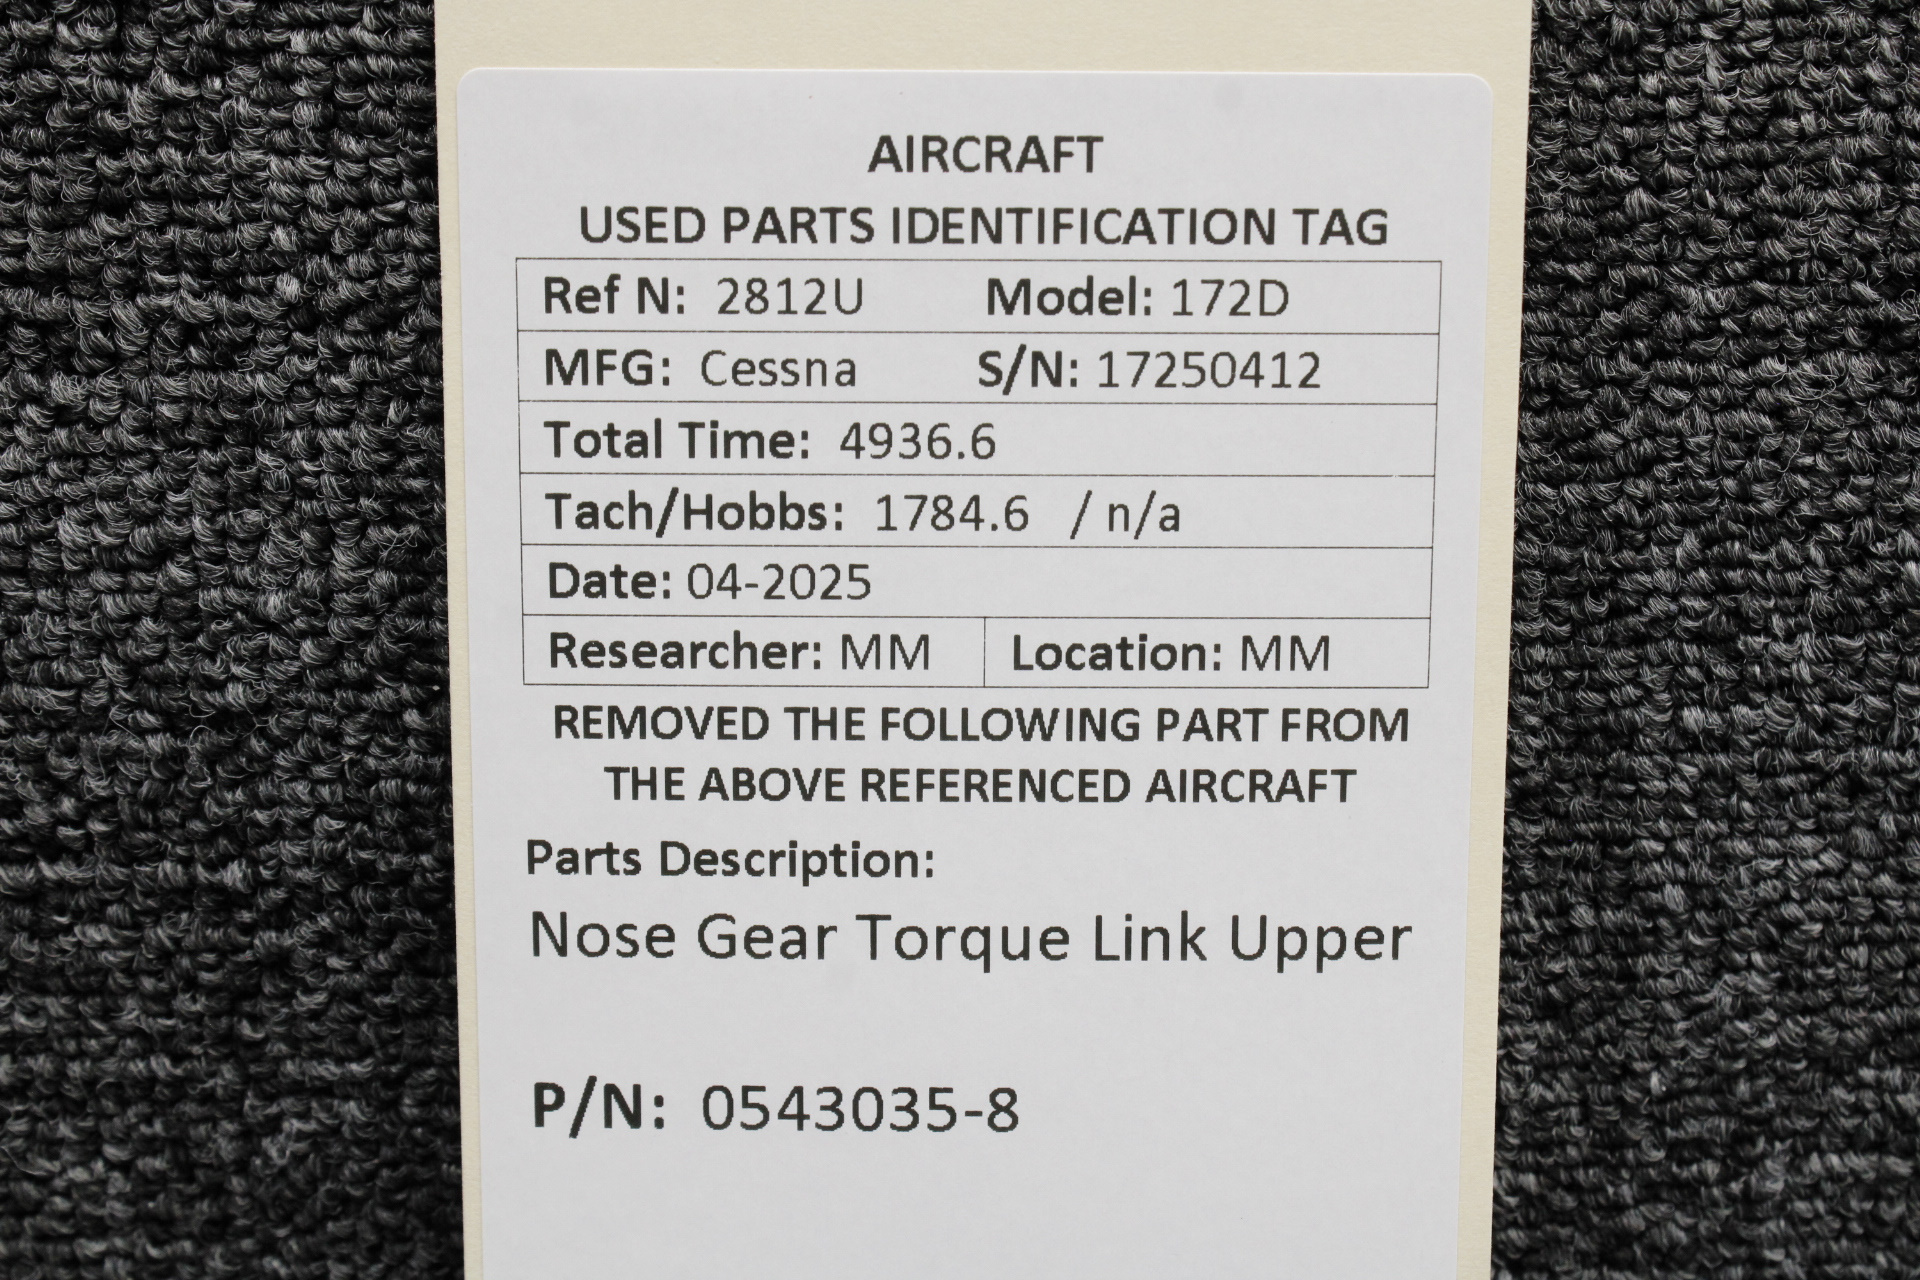 AIRCRAFT
USED PARTS IDENTIFICATION TAG
Ref N: 2812U Model: 172D
MFG: Cessna S/N: 17250412
Total Time: 4936.6
Tach/Hobbs: 1784.6 / n/a
Date: 04-2025
Researcher: MM Location: MM
REMOVED THE FOLLOWING PART FROM
THE ABOVE REFERENCED AIRCRAFT
Parts Description:
Nose Gear Torque Link Upper
P/N: 0543035-8